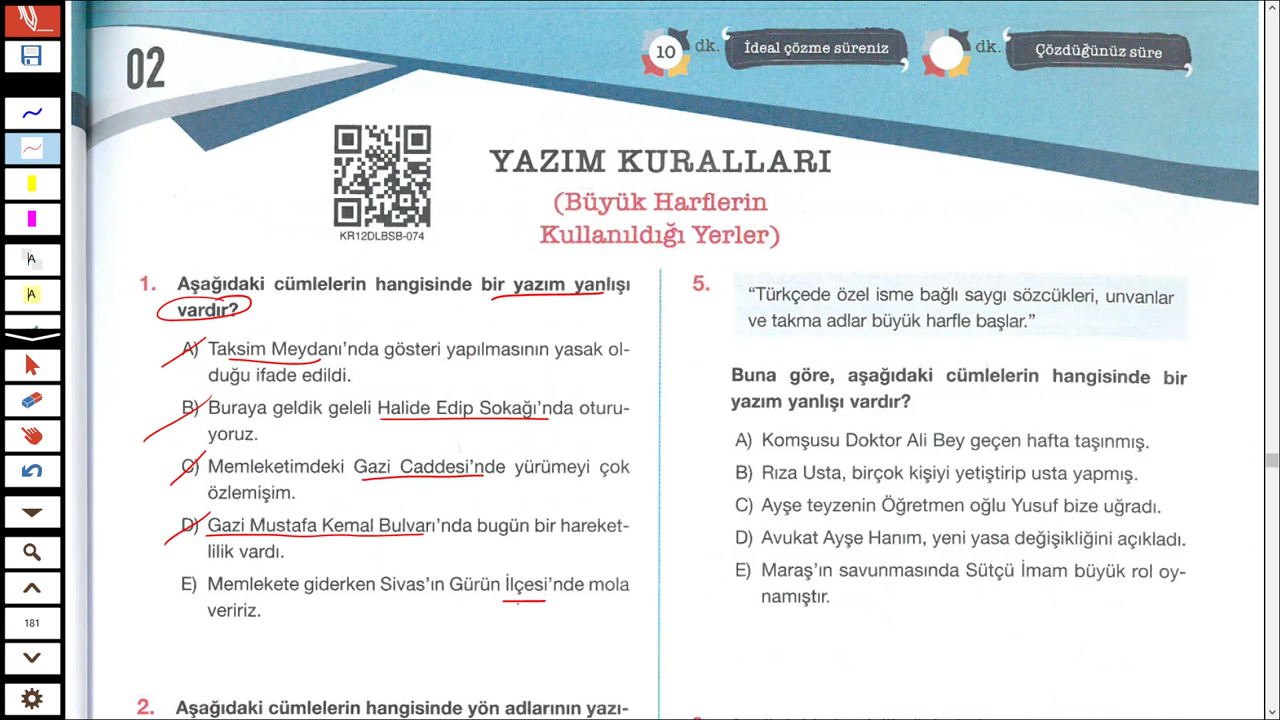 02
10 dk. İdeal çözme süreniz
dk. Çözdüğünüz süre
KR12DLBSB-074
YAZIM KURALLARI
(Büyük Harflerin
Kullanıldığı Yerler)
1. Aşağıdaki cümlelerin hangisinde bir yazım yanlışı
vardır?
A) Taksim Meydanı’nda gösteri yapılmasının yasak ol-
duğu ifade edildi.
B) Buraya geldik geleli Halide Edip Sokağı’nda oturu-
yoruz.
C) Memleketimdeki Gazi Caddesi’nde yürümeyi çok
özlemişim.
D) Gazi Mustafa Kemal Bulvarı’nda bugün bir hareket-
lilik vardı.
E) Memlekete giderken Sivas’ın Gürün İlçesi’nde mola
veririz.
2. Aşağıdaki cümlelerin hangisinde yön adlarının yazı-
5.
“Türkçede özel isme bağlı saygı sözcükleri, unvanlar
ve takma adlar büyük harfle başlar.”
Buna göre, aşağıdaki cümlelerin hangisinde bir
yazım yanlışı vardır?
A) Komşusu Doktor Ali Bey geçen hafta taşınmış.
B) Rıza Usta, birçok kişiyi yetiştirip usta yapmış.
C) Ayşe teyzenin Öğretmen oğlu Yusuf bize uğradı.
D) Avukat Ayşe Hanım, yeni yasa değişikliğini açıkladı.
E) Maraş’ın savunmasında Sütçü İmam büyük rol oy-
namıştır.
A
A
181